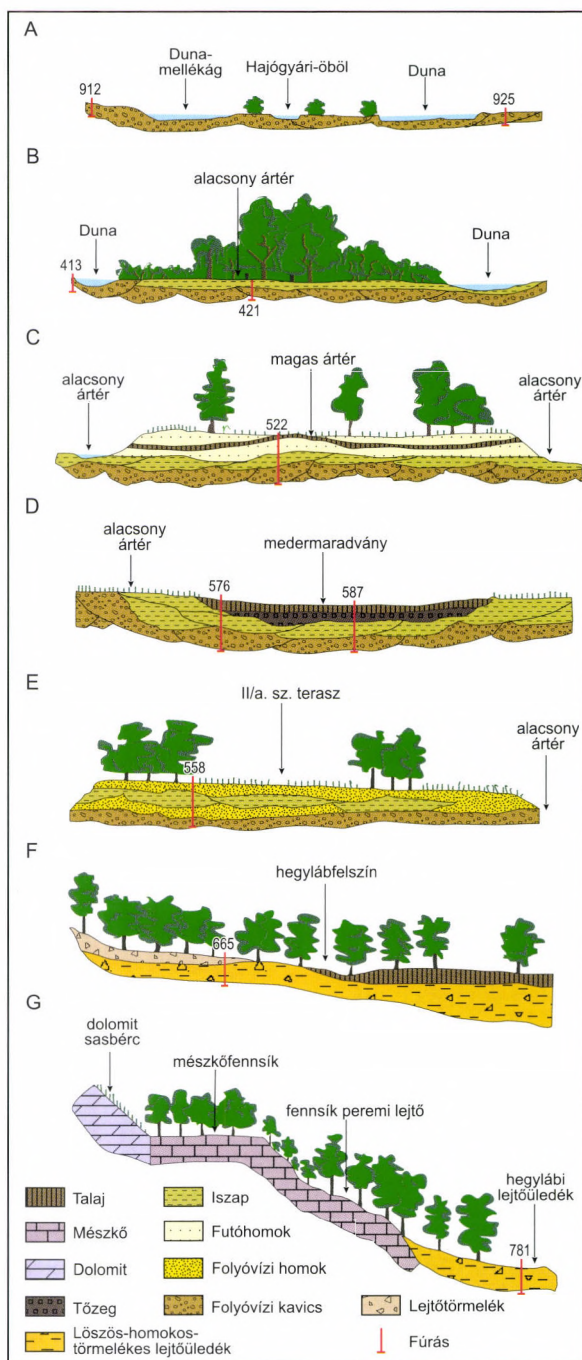 A
Duna-
mellékág
Hajógyári-öböl
Duna
912
925
B
alacsony ártér
Duna
Duna
413
421
C
magas ártér
alacsony
ártér
alacsony
ártér
522
D
alacsony
ártér
medermaradvány
576
587
E
II/a. sz. terasz
alacsony
ártér
558
F
hegylábfelszín
665
G
dolomit
sasbérc
mészkőfennsík
fennsík peremi lejtő
hegylábi
lejtőüledék
781
Talaj
Iszap
Mészkő
Futóhomok
Dolomit
Folyóvízi homok
Tőzeg
Folyóvízi kavics
Lejtőtörmelék
Löszös-homokos-
törmelékes lejtőüledék
Fúrás